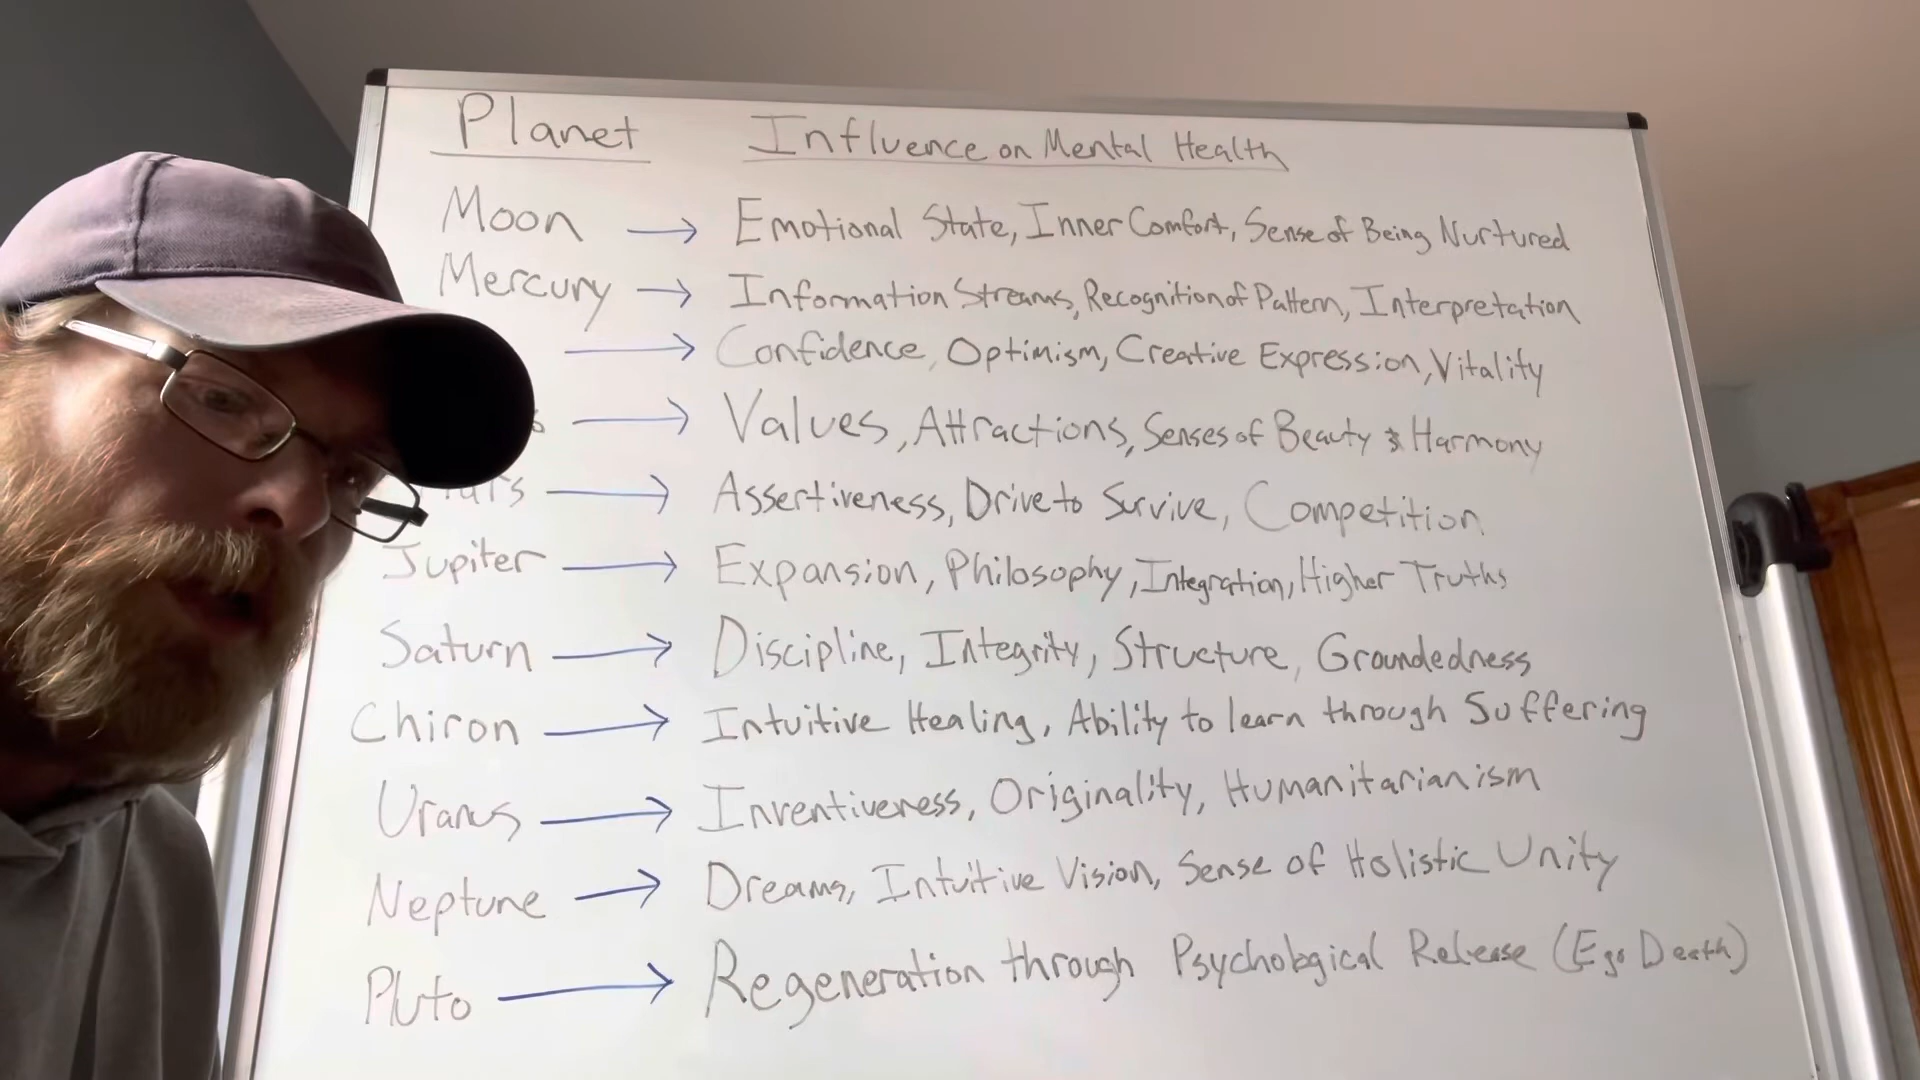 Planet Influence on Mental Health
Moon → Emotional State, Inner Comfort, Sense of Being Nurtured
Mercury → Information Streams, Recognition of Pattern, Interpretation
→ Confidence, Optimism, Creative Expression, Vitality
s → Values, Attractions, Senses of Beauty & Harmony
ars → Assertiveness, Drive to Survive, Competition
Jupiter → Expansion, Philosophy, Integration, Higher Truths
Saturn → Discipline, Integrity, Structure, Groundedness
Chiron → Intuitive Healing, Ability to learn through Suffering
Uranus → Inventiveness, Originality, Humanitarianism
Neptune → Dreams, Intuitive Vision, Sense of Holistic Unity
Pluto → Regeneration through Psychological Release (Ego Death)